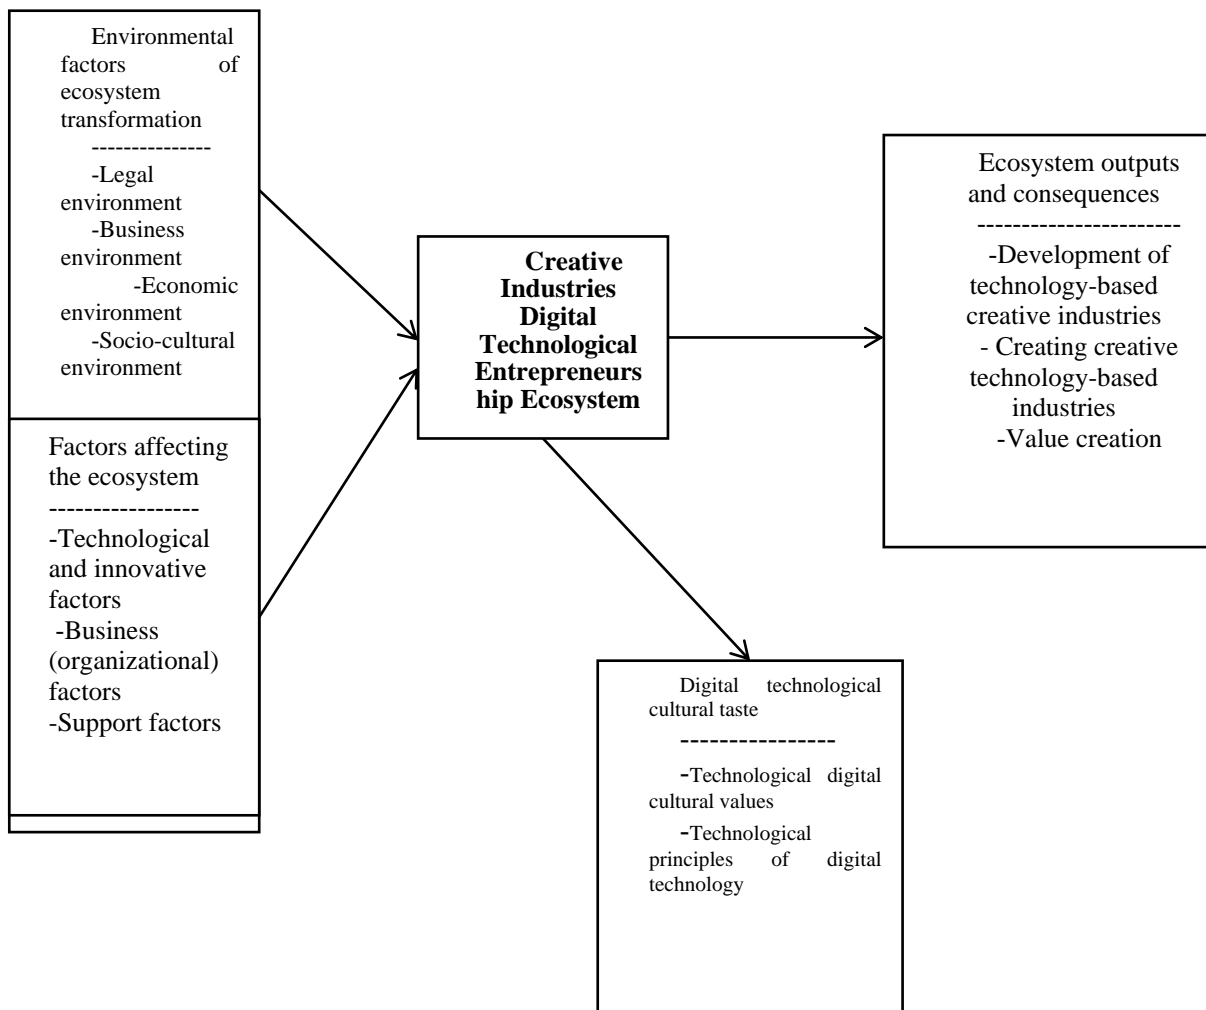 Environmental
factors of
ecosystem
transformation
---------------
-Legal
environment
-Business
environment
-Economic
environment
-Socio-cultural
environment
Factors affecting
the ecosystem
-----------------
-Technological
and innovative
factors
-Business
(organizational)
factors
-Support factors
Creative
Industries
Digital
Technological
Entrepreneurs
hip Ecosystem
Ecosystem outputs
and consequences
-----------------------
-Development of
technology-based
creative industries
- Creating creative
technology-based
industries
-Value creation
Digital technological
cultural taste
----------------
-Technological digital
cultural values
-Technological
principles of digital
technology